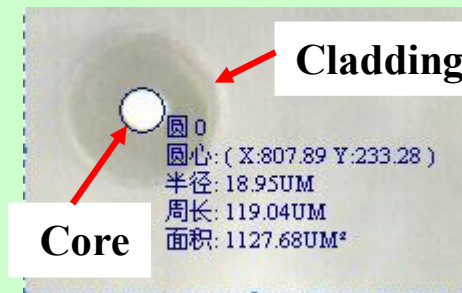 Cladding
圆 0
圆心: ( X:807.89 Y:233.28 )
半径: 18.95UM
周长: 119.04UM
面积: 1127.68UM²
Core